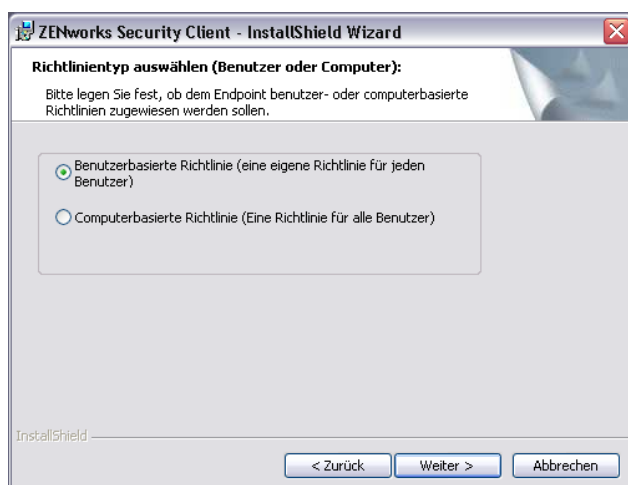 ZENworks Security Client - InstallShield Wizard
Richtlinientyp auswählen (Benutzer oder Computer):
Bitte legen Sie fest, ob dem Endpoint benutzer- oder computerbasierte
Richtlinien zugewiesen werden sollen.
Benutzerbasierte Richtlinie (eine eigene Richtlinie für jeden
Benutzer)
Computerbasierte Richtlinie (Eine Richtlinie für alle Benutzer)
InstallShield
< Zurück
Weiter >
Abbrechen